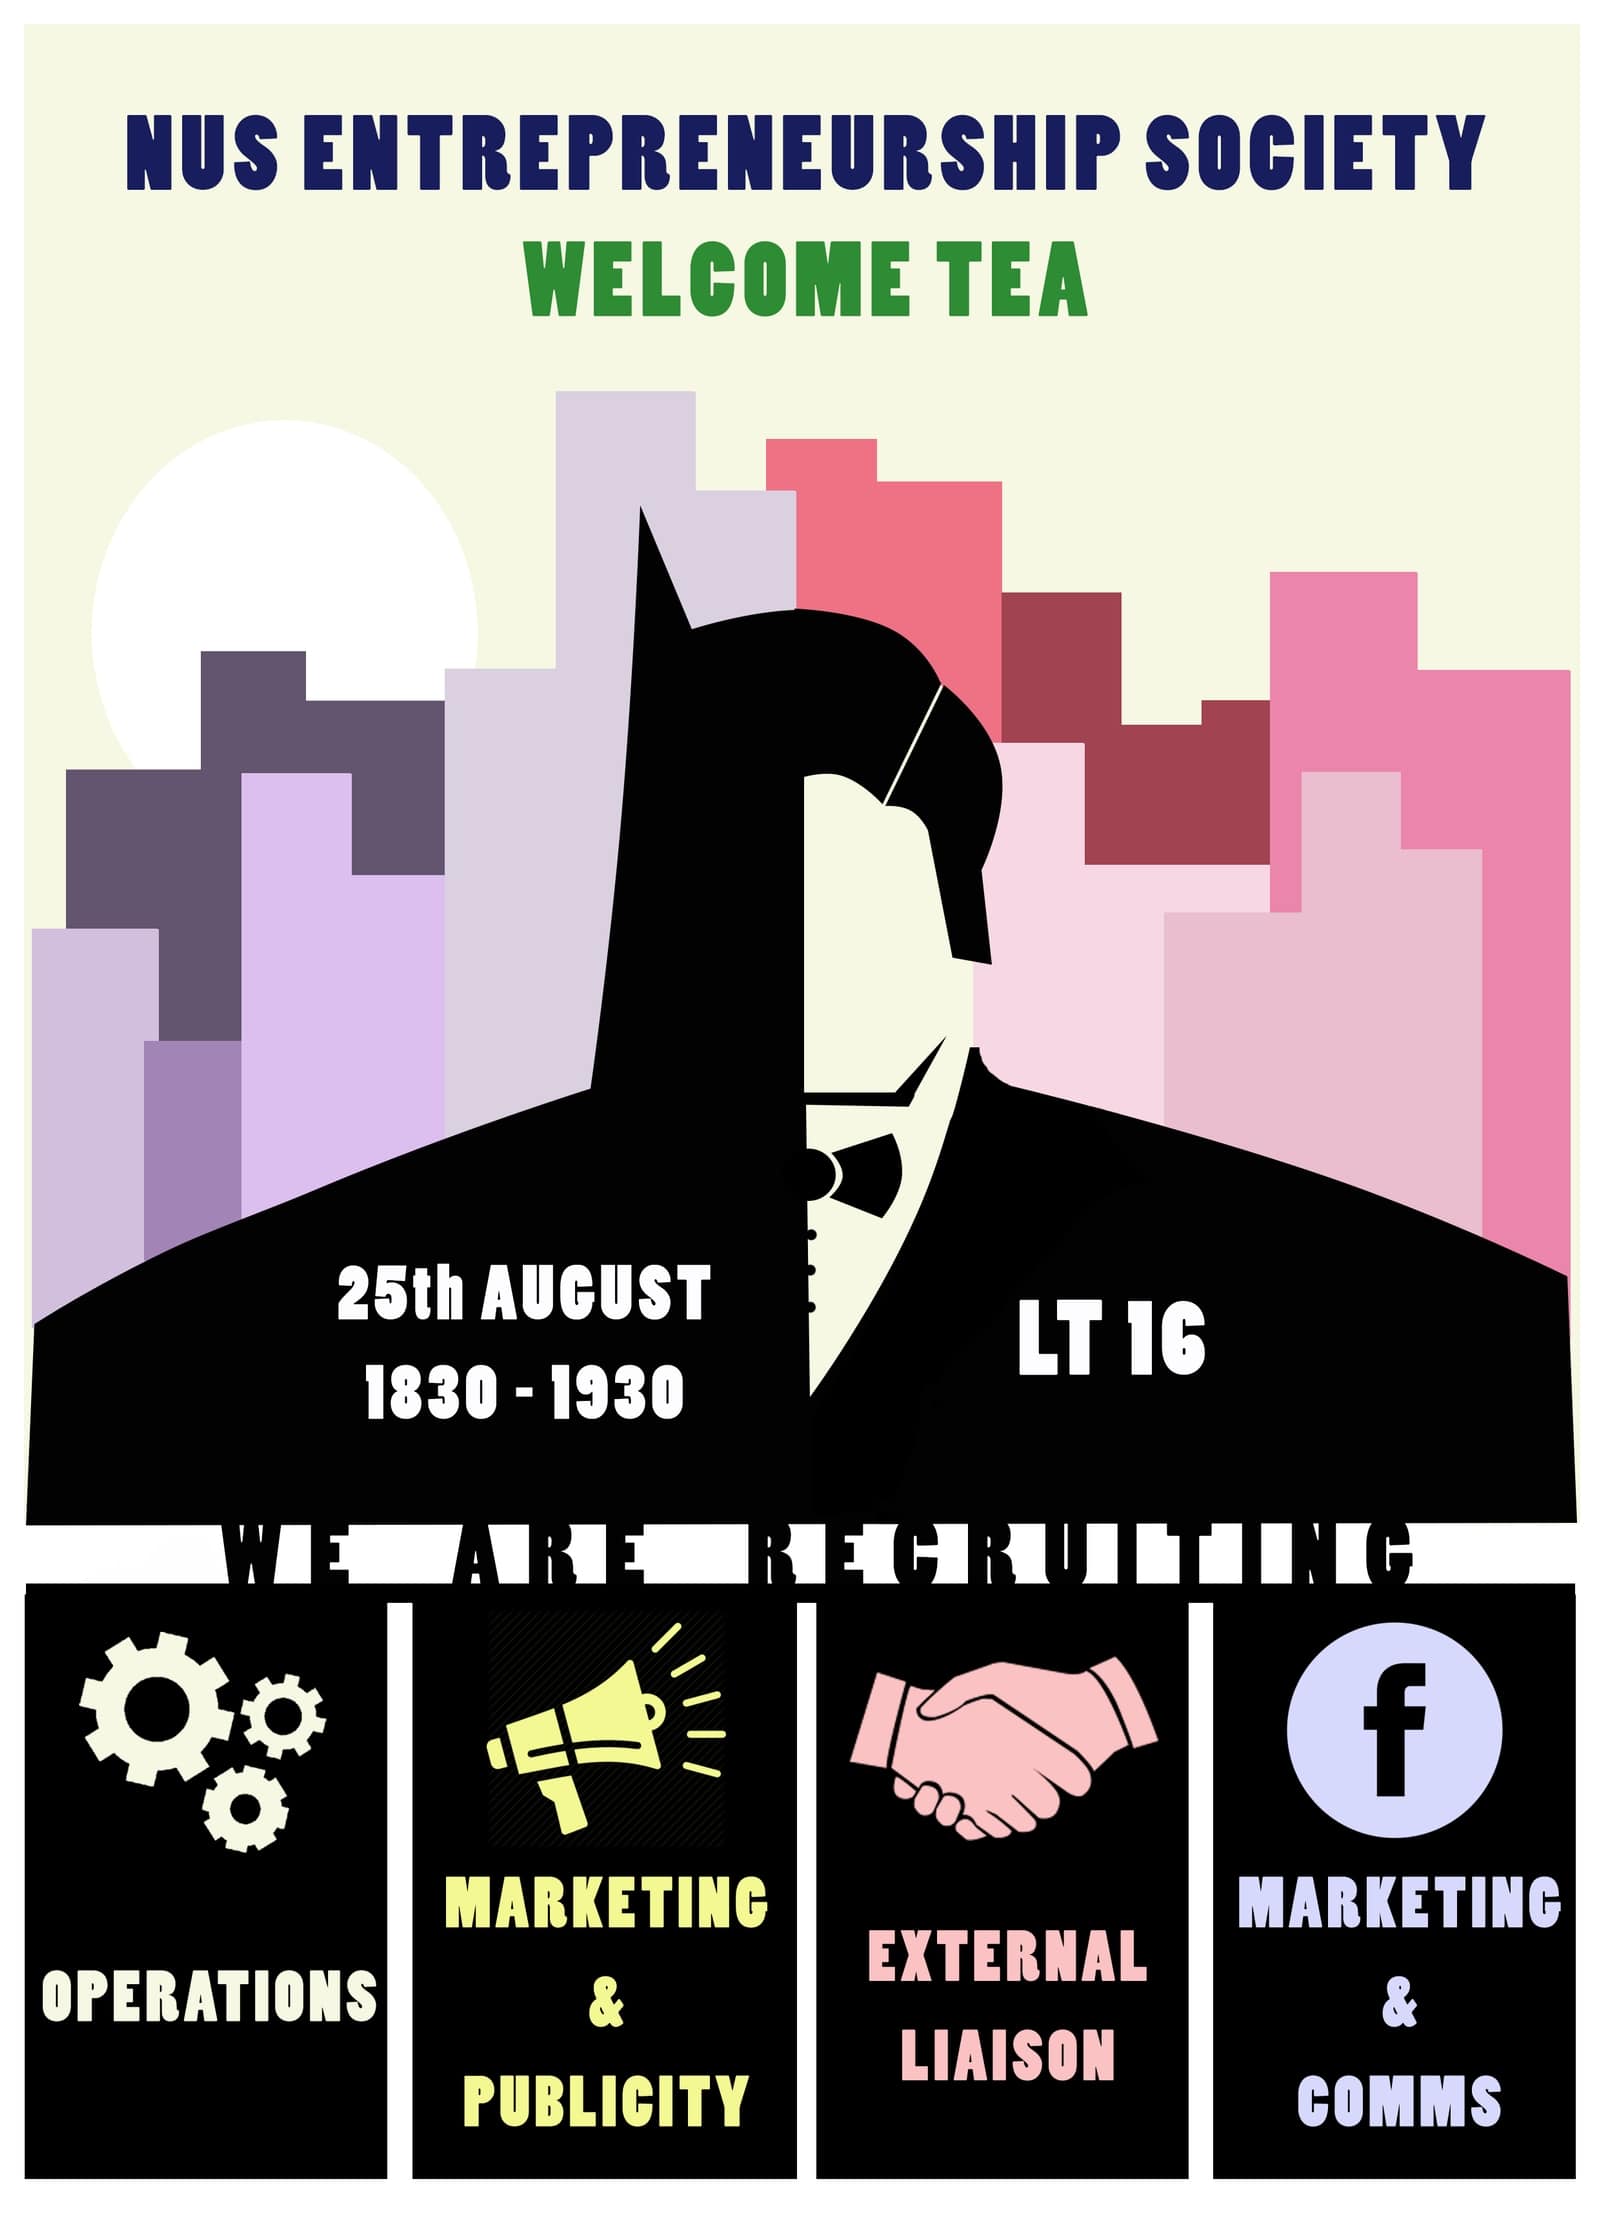 NUS ENTREPRENEURSHIP SOCIETY
WELCOME TEA
25th AUGUST
1830 - 1930
LT 16
WE ARE RECRUITING
OPERATIONS
MARKETING
&
PUBLICITY
EXTERNAL
LIAISON
f
MARKETING
&
COMMS